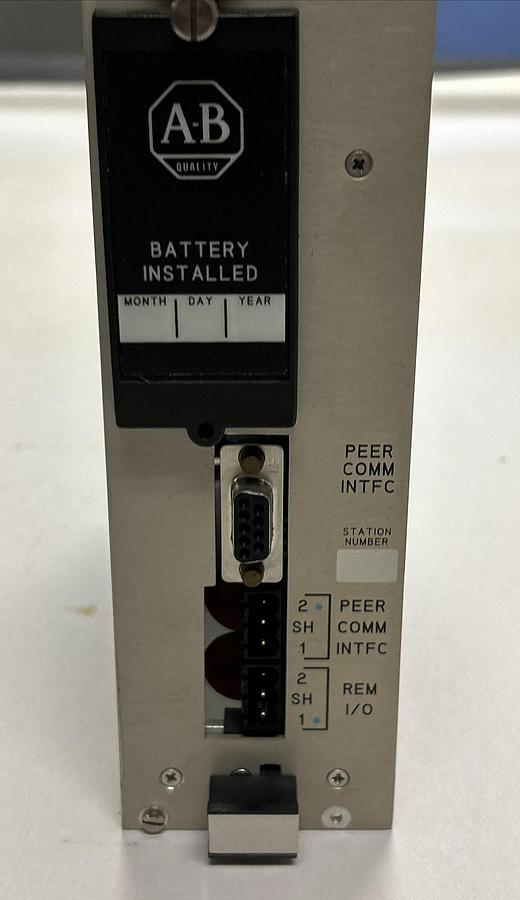 A-B
QUALITY
BATTERY
INSTALLED
MONTH DAY YEAR
PEER
COMM
INTFC
STATION
NUMBER
2 PEER
SH COMM
1 INTFC
2
SH REM
1 I/O